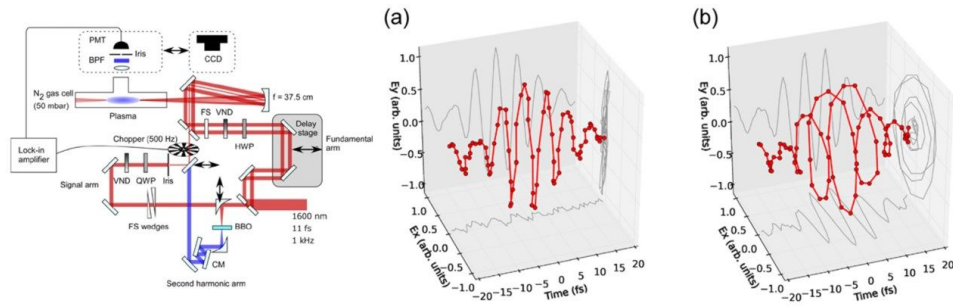 PMT
Iris
BPF
CCD
N₂ gas cell
(50 mbar)
Plasma
f = 37.5 cm
FS VND
HWP
Delay
stage
Fundamental
arm
Chopper (500 Hz)
Lock-in
amplifier
VND QWP Iris
Signal arm
FS wedges
BBO
1600 nm
11 fs
1 kHz
CM
Second harmonic arm
(a)
Ey (arb. units)
1.0
0.5
0.0
-0.5
-1.0
Ex (arb. units)
1.0
0.5
0.0
-0.5
-1.0
-20 -15 -10 -5 0 5 10 15 20
Time (fs)
(b)
Ey (arb. units)
1.0
0.5
0.0
-0.5
-1.0
Ex (arb. units)
1.0
0.5
0.0
-0.5
-1.0
-20 -15 -10 -5 0 5 10 15 20
Time (fs)